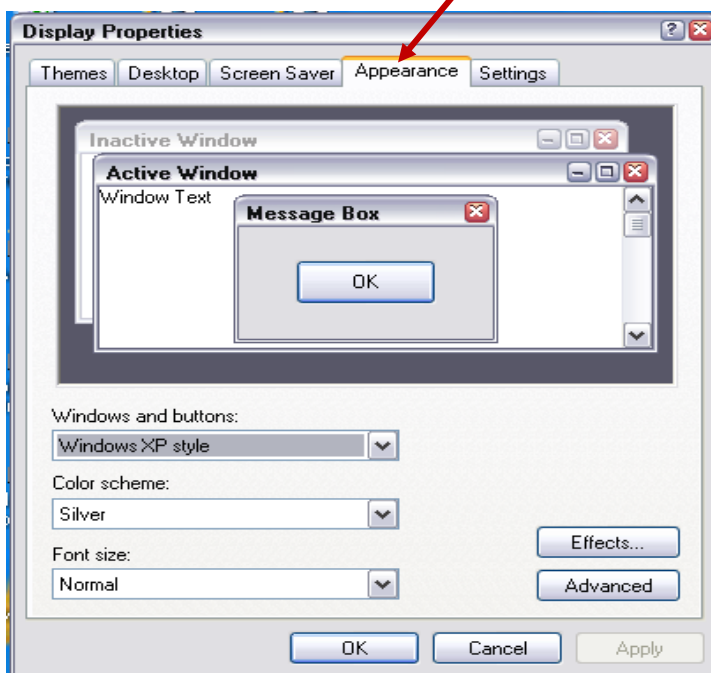 Display Properties
Themes Desktop Screen Saver Appearance Settings
Inactive Window
Active Window
Window Text
Message Box
OK
Windows and buttons:
Windows XP style
Color scheme:
Silver
Effects...
Font size:
Normal
Advanced
OK Cancel Apply